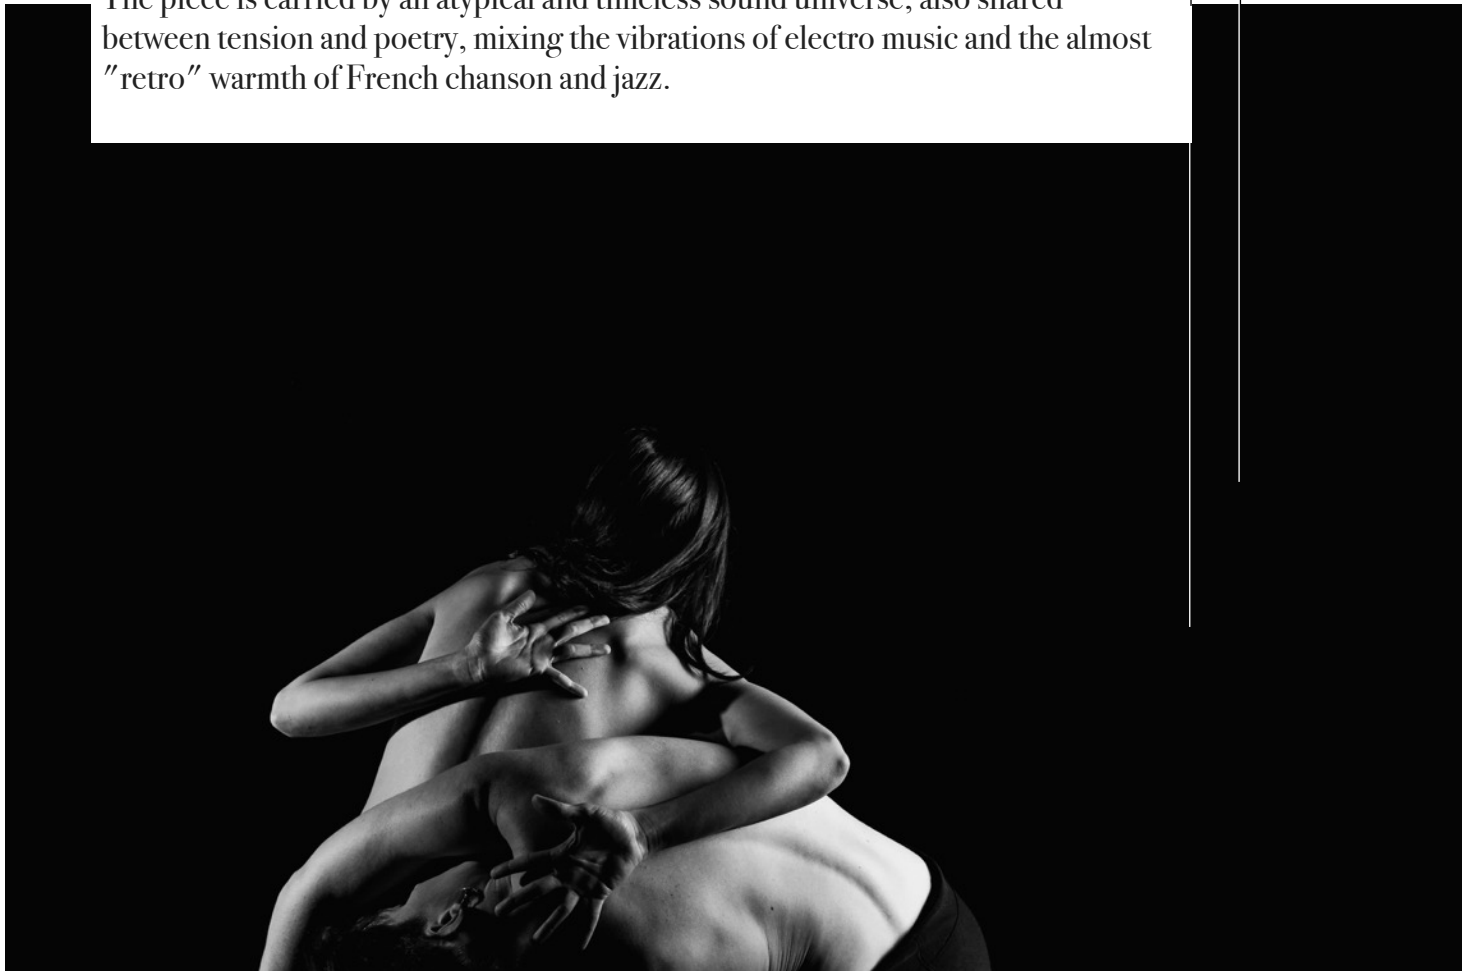 The piece is carried by an atypical and timeless sound universe, also shared
between tension and poetry, mixing the vibrations of electro music and the almost
"retro" warmth of French chanson and jazz.